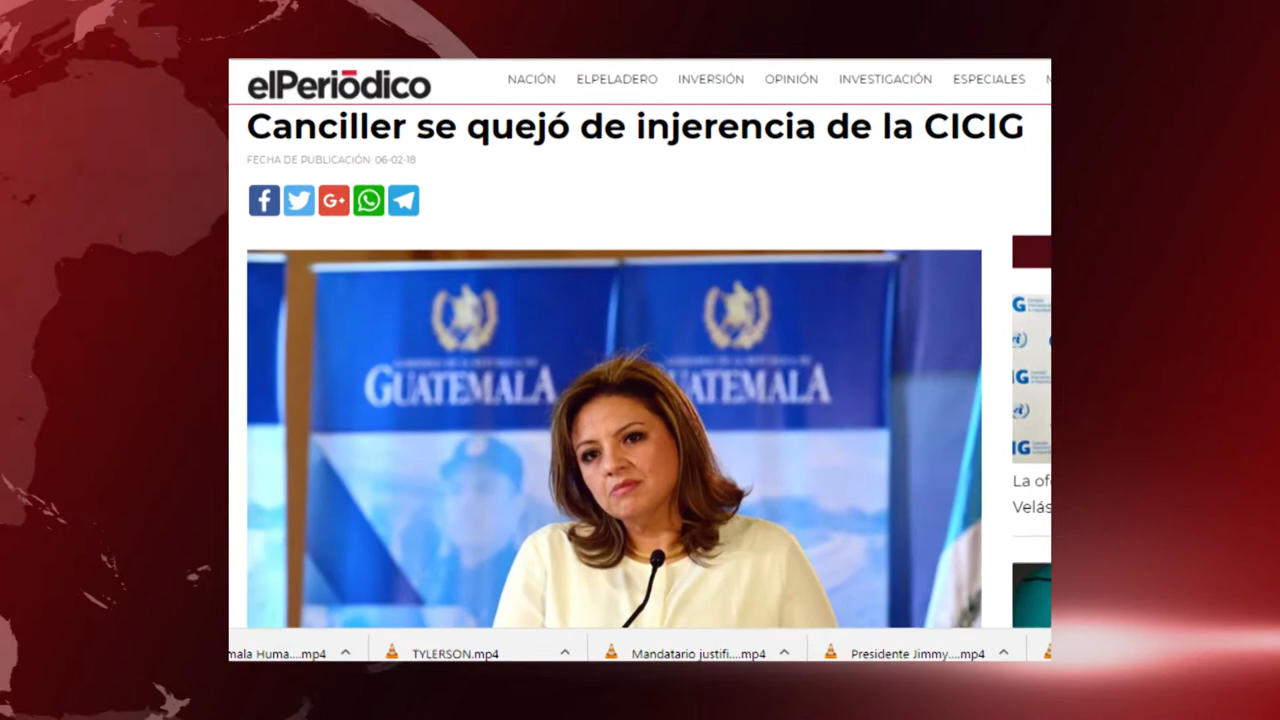 elPeriódico
NACIÓN ELPELADERO INVERSIÓN OPINIÓN INVESTIGACIÓN ESPECIALES
Canciller se quejó de injerencia de la CICIG
FECHA DE PUBLICACIÓN: 06-02-18
GUATEMALA
GUATEMALA
La of
Velás
mala Huma....mp4
TYLERSON.mp4
Mandatario justifi....mp4
Presidente Jimmy....mp4